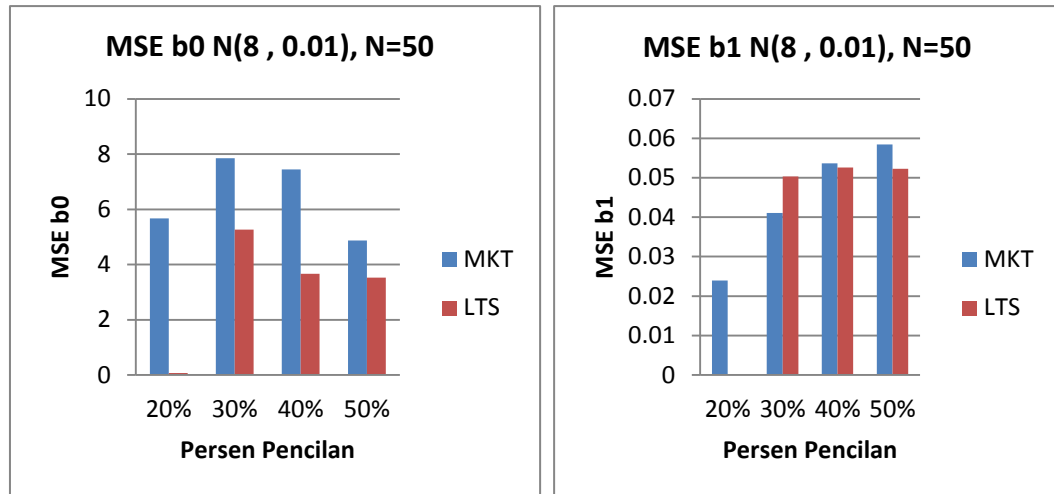 MSE b0 N(8 , 0.01), N=50
10
8
6
4
2
0
MSE b0
20% 30% 40% 50%
Persen Pencilan
MKT
LTS
MSE b1 N(8 , 0.01), N=50
0.07
0.06
0.05
0.04
0.03
0.02
0.01
0
MSE b1
20% 30% 40% 50%
Persen Pencilan
MKT
LTS